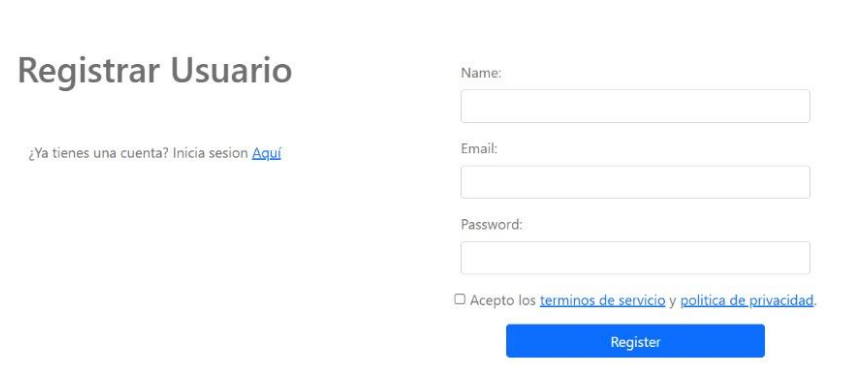 Registrar Usuario
¿Ya tienes una cuenta? Inicia sesion Aquí
Name:
Email:
Password:
Acepto los terminos de servicio y politica de privacidad.
Register